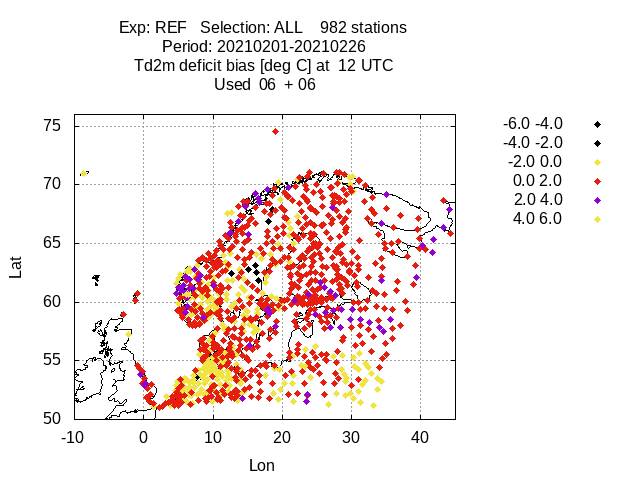 Exp: REF   Selection: ALL    982 stations
Period: 20210201-20210226
Td2m deficit bias [deg C] at  12 UTC
Used  06  + 06
-6.0 -4.0
-4.0 -2.0
-2.0 0.0
0.0 2.0
2.0 4.0
4.0 6.0
75
70
65
60
55
50
Lat
-10 0 10 20 30 40
Lon